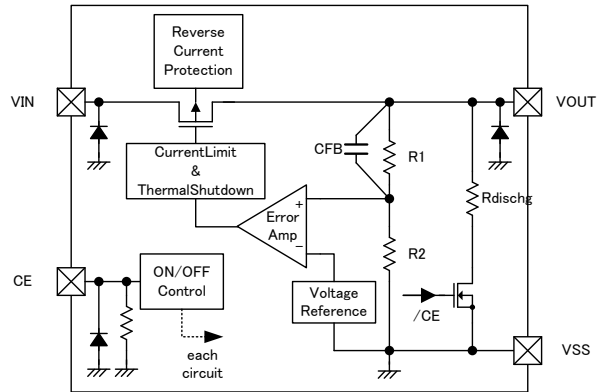 Reverse
Current
Protection
VIN
VOUT
CurrentLimit
&
ThermalShutdown
CFB
R1
Rdischg
+
Error
Amp
−
R2
CE
ON/OFF
Control
Voltage
Reference
/CE
each
circuit
VSS